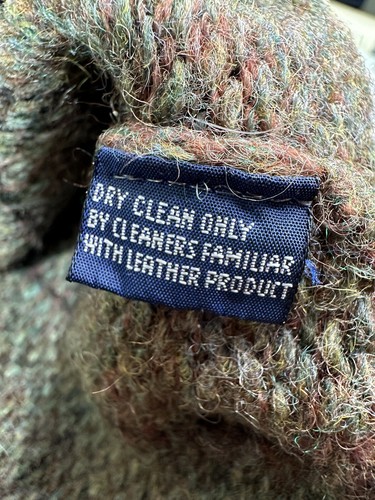 DRY CLEAN ONLY
BY CLEANERS FAMILIAR
WITH LEATHER PRODUCT